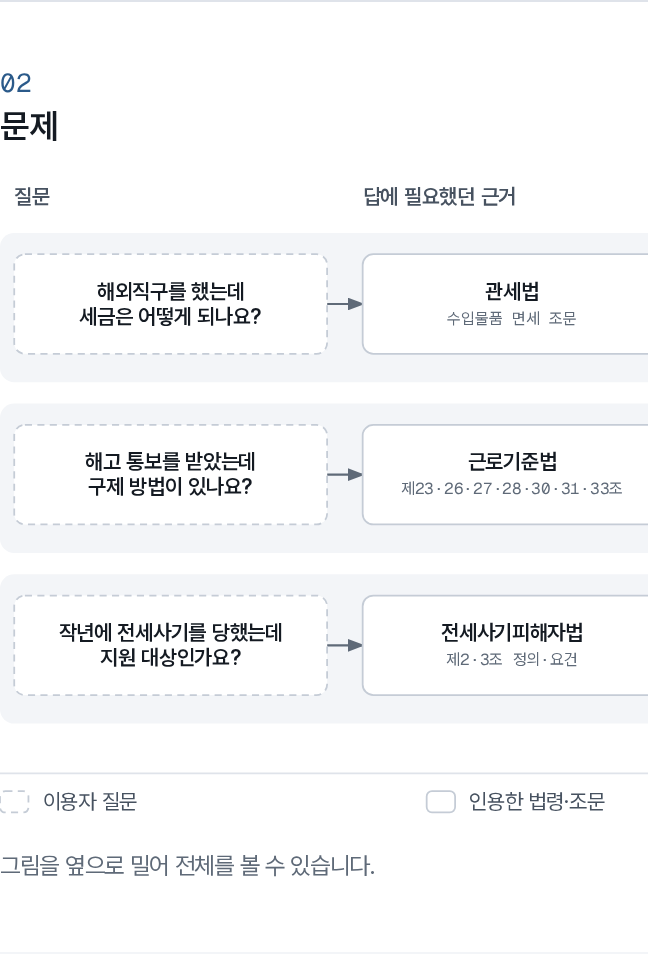 02
문제
질문
답에 필요했던 근거
해외직구를 했는데
세금은 어떻게 되나요?
관세법
수입물품 면세 조문
해고 통보를 받았는데
구제 방법이 있나요?
근로기준법
제23·26·27·28·30·31·33조
작년에 전세사기를 당했는데
지원 대상인가요?
전세사기피해자법
제2·3조 정의·요건
이용자 질문
인용한 법령·조문
그림을 옆으로 밀어 전체를 볼 수 있습니다.